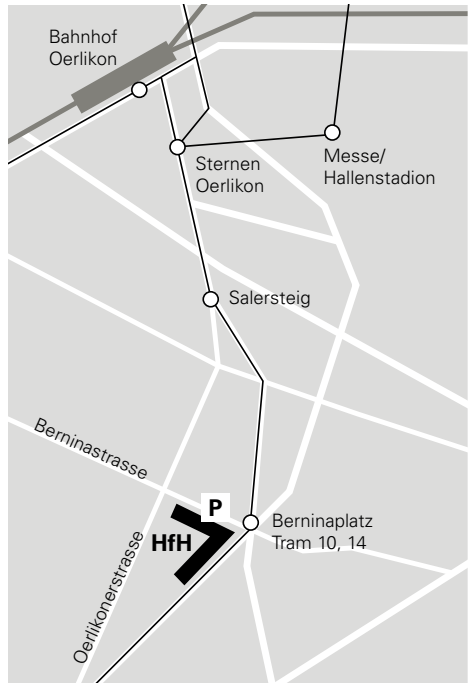 Bahnhof
Oerlikon
Sternen
Oerlikon
Messe/
Hallenstadion
Salersteig
Berninastrasse
P
HfH
Berninaplatz
Tram 10, 14
Oerlikonerstrasse